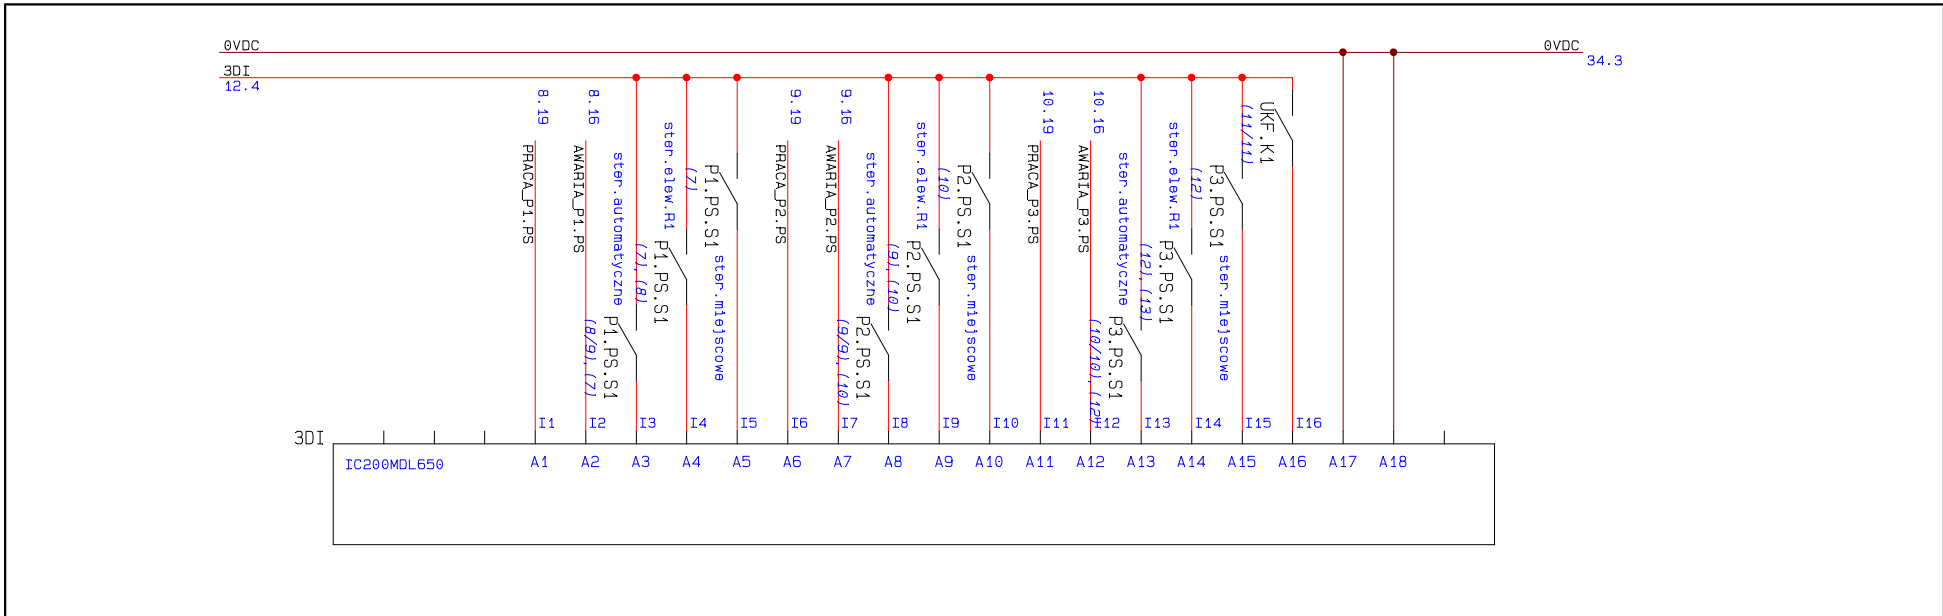 0VDC
0VDC
34.3
3DI
12.4
8.19
PRACA_P1.PS
8.16
AWARIA_P1.PS
ster.automatyczne
(8/9),(7)
P1.PS.S1
ster.elew.R1
(7),(8)
P1.PS.S1
(7)
P1.PS.S1
ster.miejscowe
9.19
PRACA_P2.PS
9.16
AWARIA_P2.PS
ster.automatyczne
(9/9),(10)
P2.PS.S1
ster.elew.R1
(9),(10)
P2.PS.S1
(10)
P2.PS.S1
ster.miejscowe
10.19
PRACA_P3.PS
10.16
AWARIA_P3.PS
ster.automatyczne
(10/10),(12)
P3.PS.S1
ster.elew.R1
(12),(13)
P3.PS.S1
(12)
P3.PS.S1
ster.miejscowe
(11/11)
UKF.K1
I1 I2 I3 I4 I5 I6 I7 I8 I9 I10 I11 I12 I13 I14 I15 I16
3DI
IC200MDL650
A1 A2 A3 A4 A5 A6 A7 A8 A9 A10 A11 A12 A13 A14 A15 A16 A17 A18